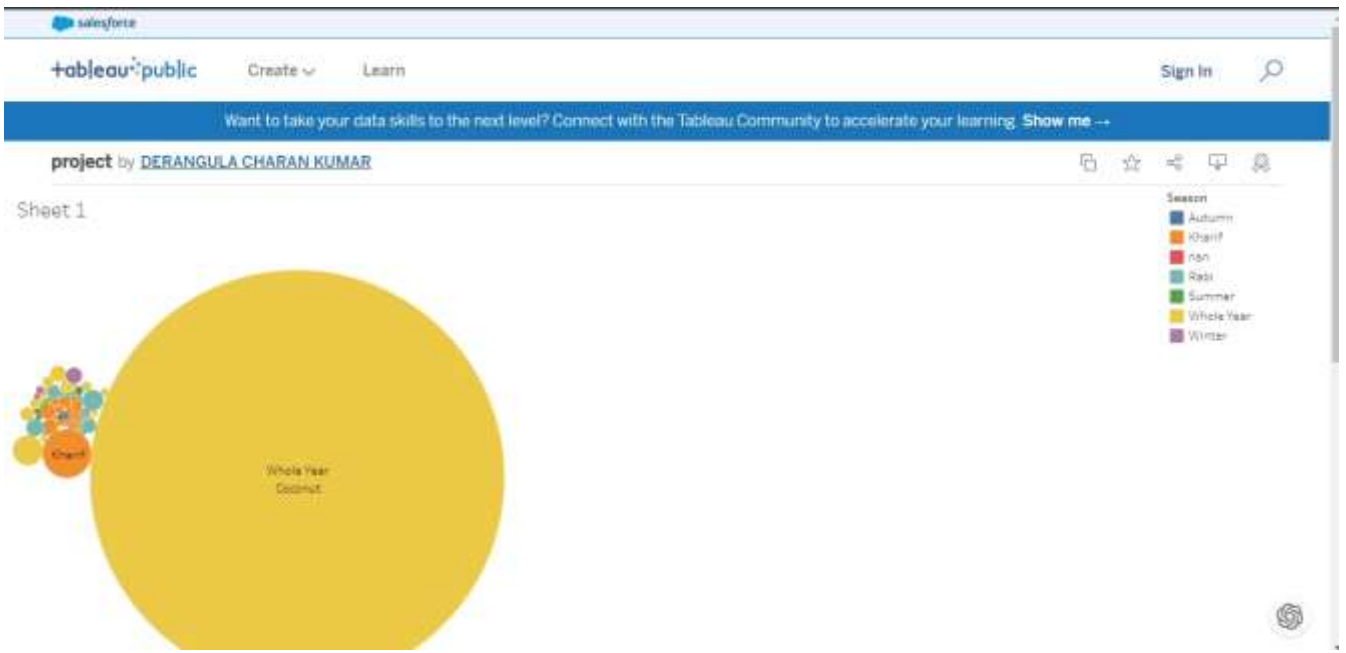 salesforce
+ableau public Create Learn Sign In
Want to take your data skills to the next level? Connect with the Tableau Community to accelerate your learning. Show me →
project by DERANGULA CHARAN KUMAR
Sheet 1
Season
Autumn
Kharif
nan
Rabi
Summer
Whole Year
Winter
Kharif
Whole Year
Coconut